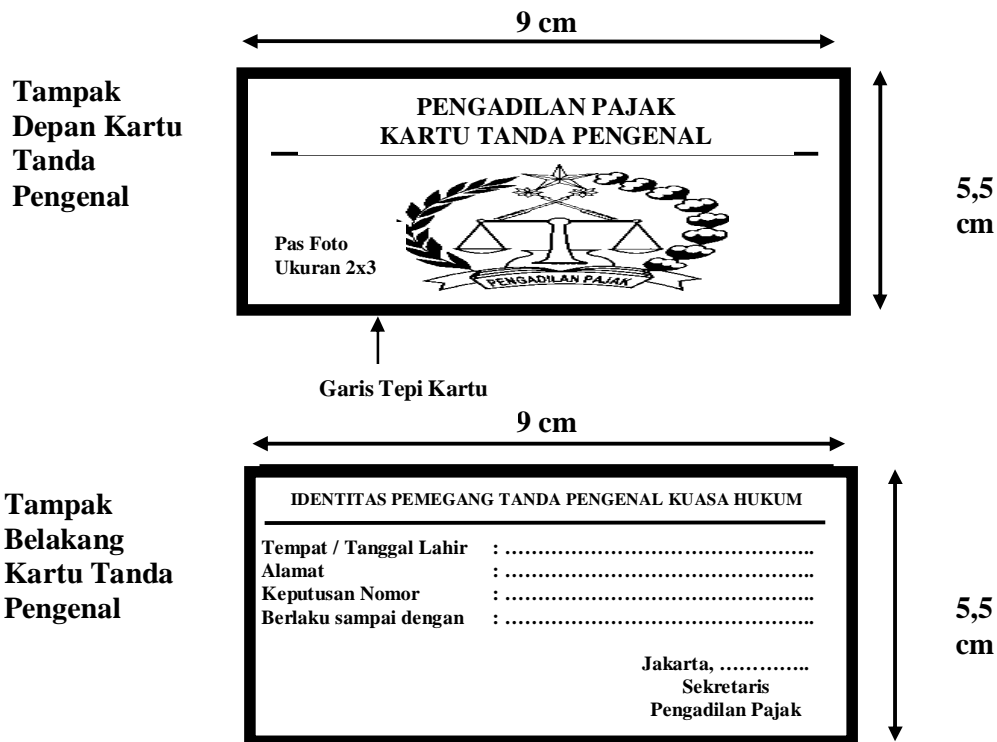 9 cm
Tampak
Depan Kartu
Tanda
Pengenal
PENGADILAN PAJAK
KARTU TANDA PENGENAL
Pas Foto
Ukuran 2x3
PENGADILAN PAJAK
5,5
cm
Garis Tepi Kartu
9 cm
Tampak
Belakang
Kartu Tanda
Pengenal
IDENTITAS PEMEGANG TANDA PENGENAL KUASA HUKUM
Tempat / Tanggal Lahir : ………………………………………..
Alamat : ………………………………………..
Keputusan Nomor : ………………………………………..
Berlaku sampai dengan : ………………………………………..
Jakarta, …………..
Sekretaris
Pengadilan Pajak
5,5
cm